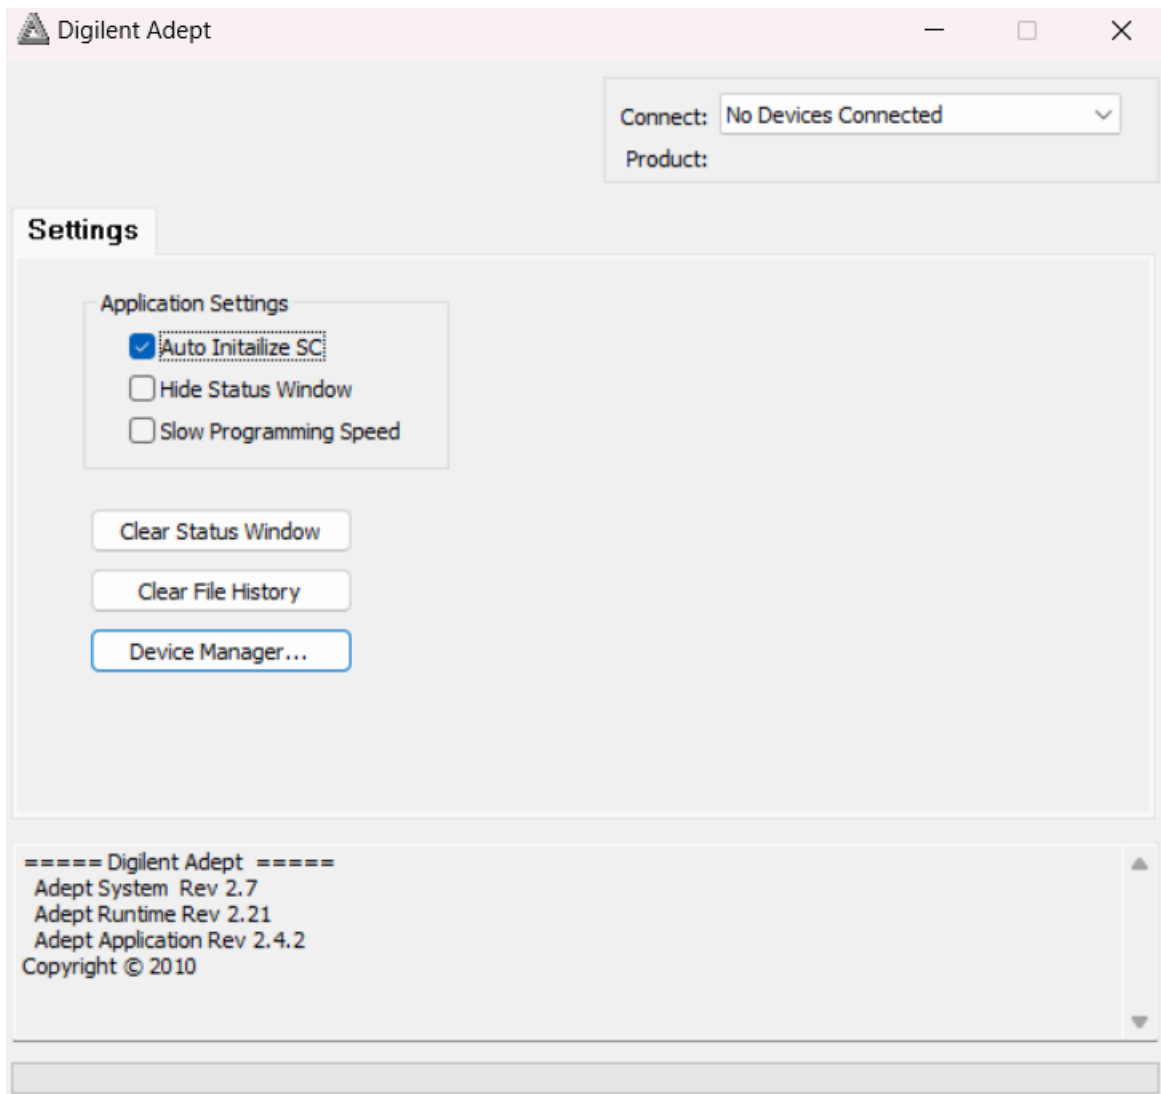 Digilent Adept
Connect: No Devices Connected
Product:
Settings
Application Settings
Auto Initailize SC
Hide Status Window
Slow Programming Speed
Clear Status Window
Clear File History
Device Manager...
===== Digilent Adept =====
Adept System Rev 2.7
Adept Runtime Rev 2.21
Adept Application Rev 2.4.2
Copyright © 2010